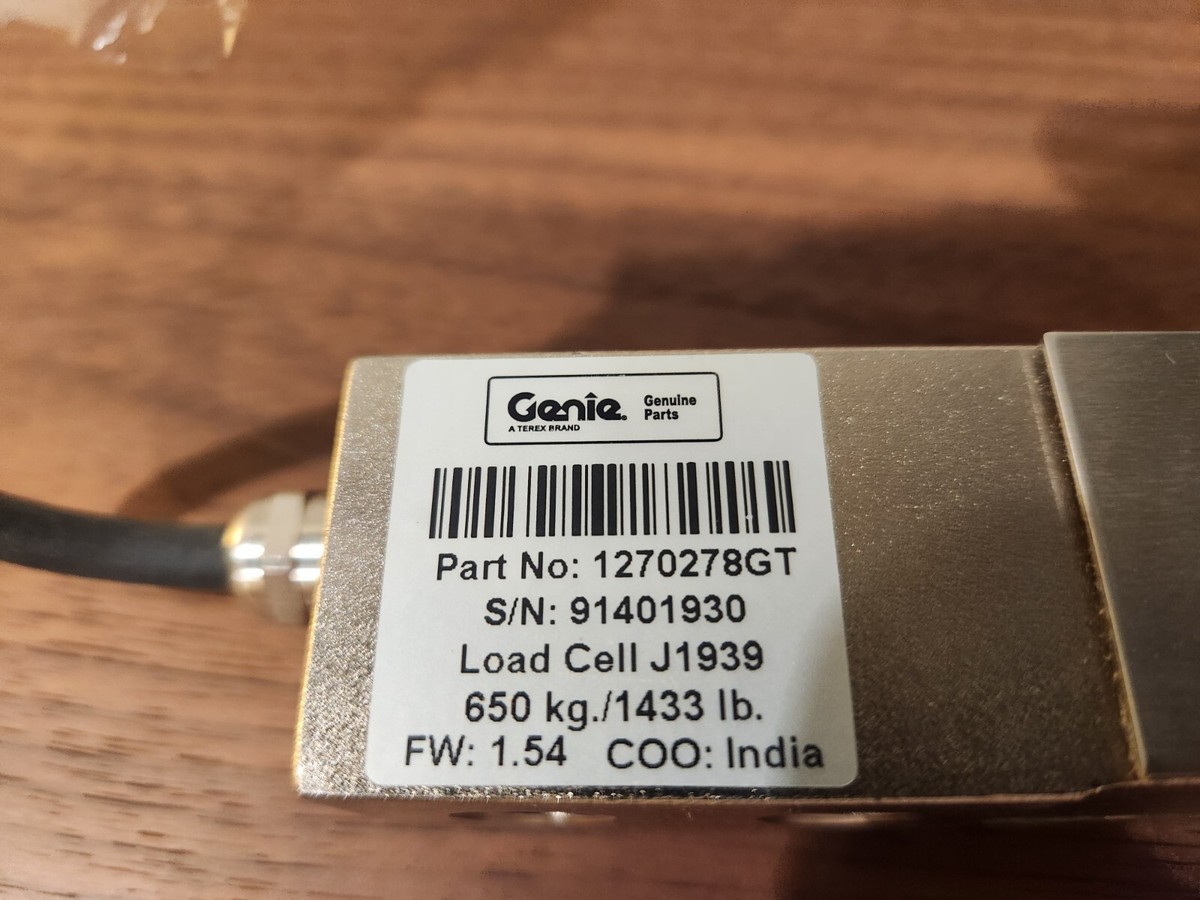 Genie. Genuine Parts
A TEREX BRAND
Part No: 1270278GT
S/N: 91401930
Load Cell J1939
650 kg./1433 lb.
FW: 1.54 COO: India